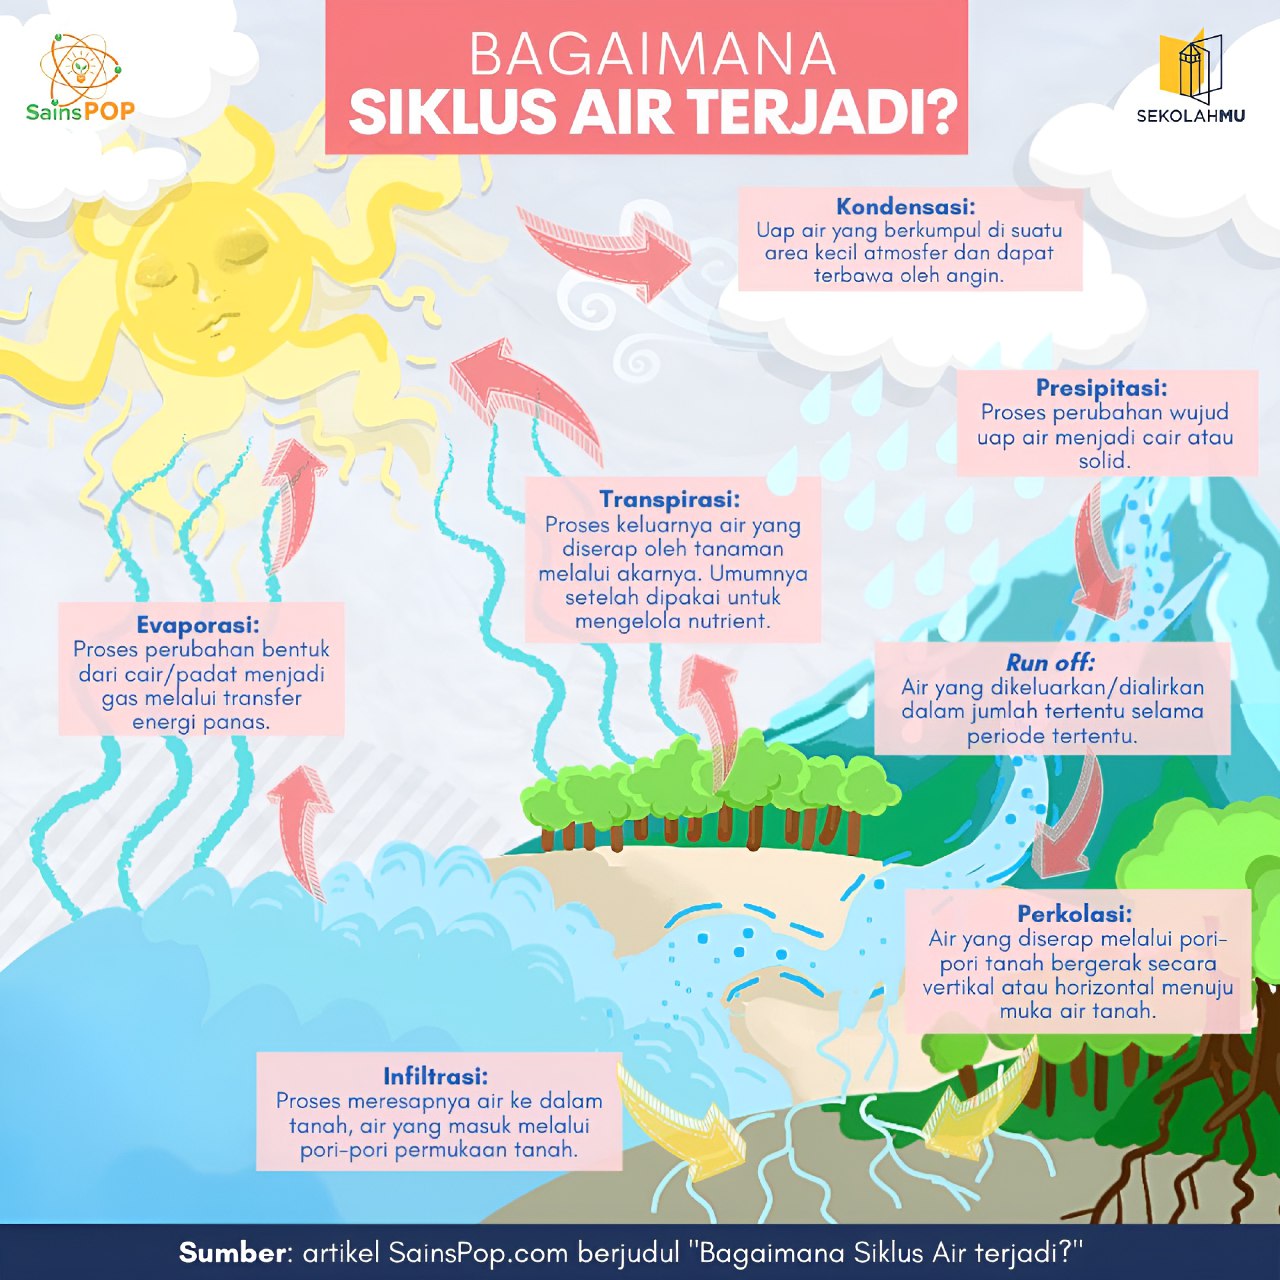 BAGAIMANA
SIKLUS AIR TERJADI?
SainsPOP
SEKOLAHMU
Kondensasi:
Uap air yang berkumpul di suatu
area kecil atmosfer dan dapat
terbawa oleh angin.
Presipitasi:
Proses perubahan wujud
uap air menjadi cair atau
solid.
Transpirasi:
Proses keluarnya air yang
diserap oleh tanaman
melalui akarnya. Umumnya
setelah dipakai untuk
mengelola nutrient.
Evaporasi:
Proses perubahan bentuk
dari cair/padat menjadi
gas melalui transfer
energi panas.
Run off:
Air yang dikeluarkan/dialirkan
dalam jumlah tertentu selama
periode tertentu.
Perkolasi:
Air yang diserap melalui pori-
pori tanah bergerak secara
vertikal atau horizontal menuju
muka air tanah.
Infiltrasi:
Proses meresapnya air ke dalam
tanah, air yang masuk melalui
pori-pori permukaan tanah.
Sumber: artikel SainsPop.com berjudul "Bagaimana Siklus Air terjadi?"